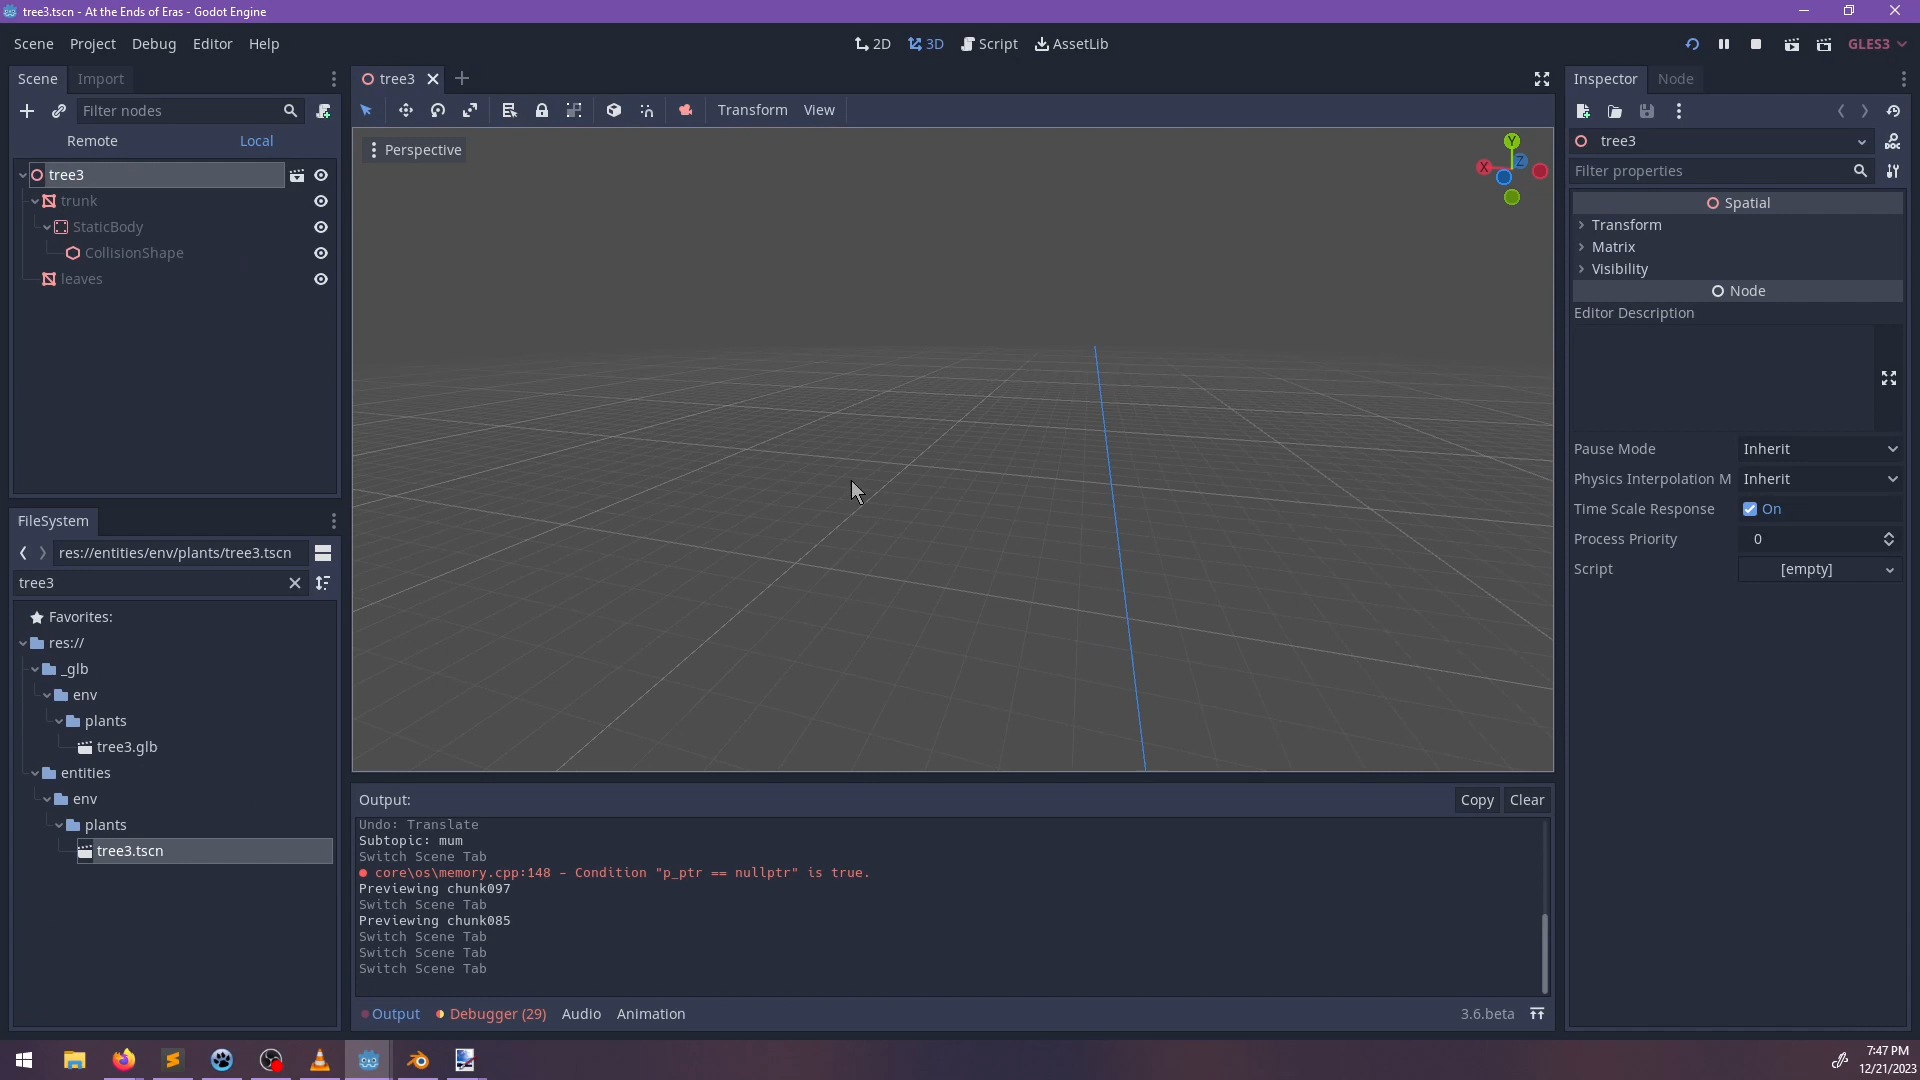 tree3.tscn - At the Ends of Eras - Godot Engine
Scene Project Debug Editor Help
2D 3D Script AssetLib
GLES3
Scene Import
tree3
Inspector Node
Filter nodes
Transform View
Remote Local
Perspective
Y
X
Z
tree3
trunk
StaticBody
CollisionShape
leaves
tree3
Filter properties
Spatial
Transform
Matrix
Visibility
Node
Editor Description
Pause Mode Inherit
Physics Interpolation M Inherit
Time Scale Response On
Process Priority 0
Script [empty]
FileSystem
res://entities/env/plants/tree3.tscn
tree3
Favorites:
res://
_glb
env
plants
tree3.glb
entities
env
plants
tree3.tscn
Output:
Copy Clear
Undo: Translate
Subtopic: mum
Switch Scene Tab
core\os\memory.cpp:148 - Condition "p_ptr == nullptr" is true.
Previewing chunk097
Switch Scene Tab
Previewing chunk085
Switch Scene Tab
Switch Scene Tab
Switch Scene Tab
Output Debugger (29) Audio Animation
3.6.beta
7:47 PM
12/21/2023